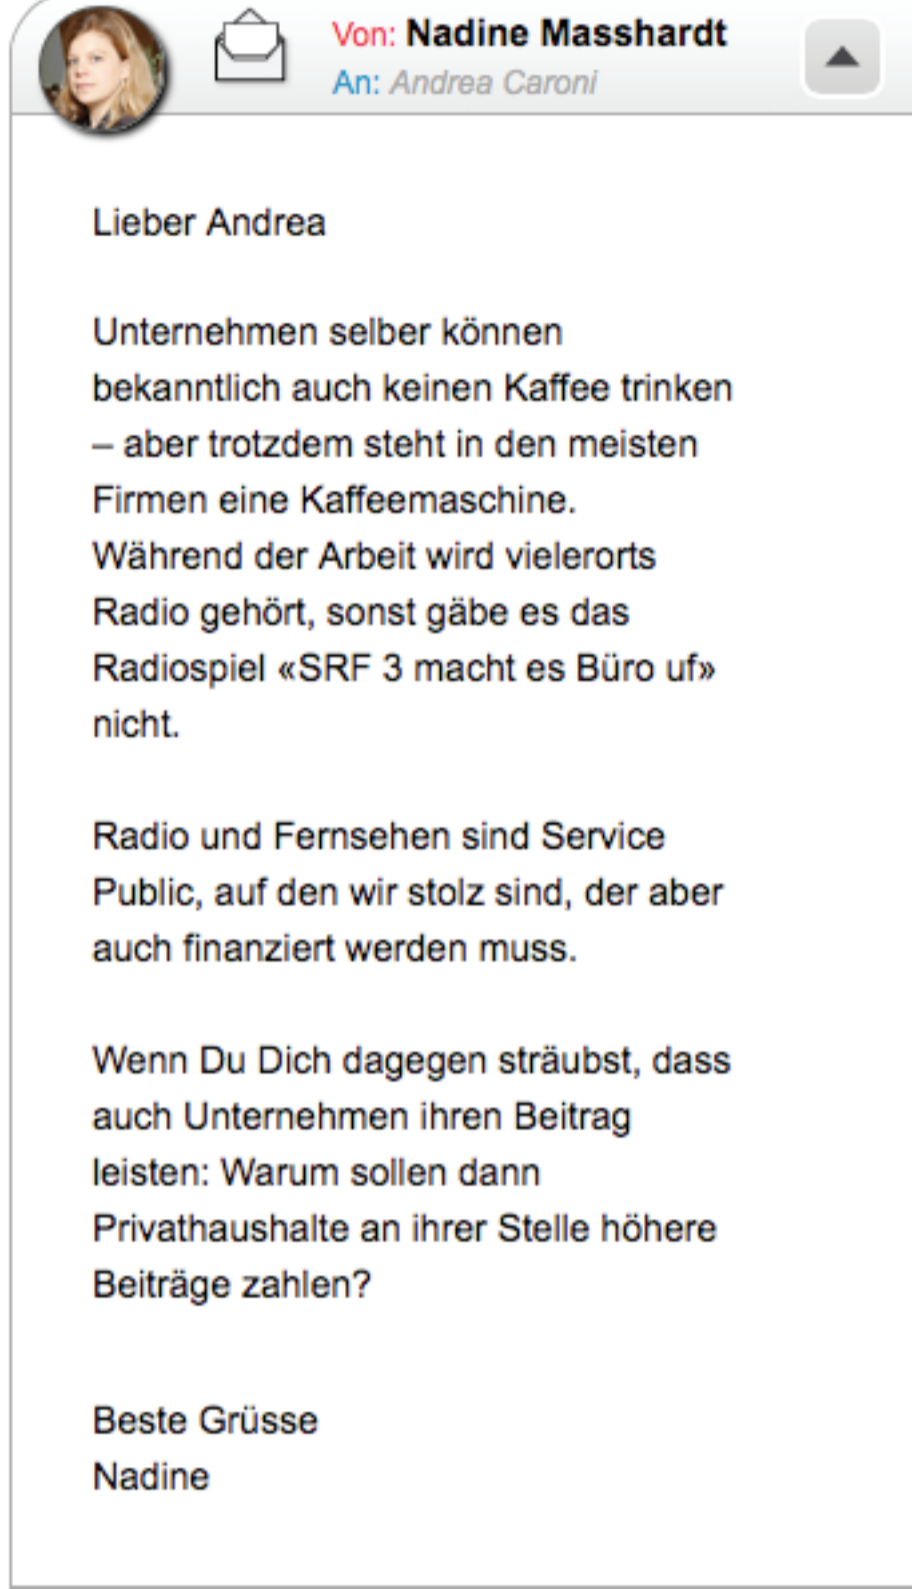 Von: Nadine Masshardt
An: Andrea Caroni
Lieber Andrea
Unternehmen selber können
bekanntlich auch keinen Kaffee trinken
– aber trotzdem steht in den meisten
Firmen eine Kaffeemaschine.
Während der Arbeit wird vielerorts
Radio gehört, sonst gäbe es das
Radiospiel «SRF 3 macht es Büro uf»
nicht.
Radio und Fernsehen sind Service
Public, auf den wir stolz sind, der aber
auch finanziert werden muss.
Wenn Du Dich dagegen sträubst, dass
auch Unternehmen ihren Beitrag
leisten: Warum sollen dann
Privathaushalte an ihrer Stelle höhere
Beiträge zahlen?
Beste Grüsse
Nadine